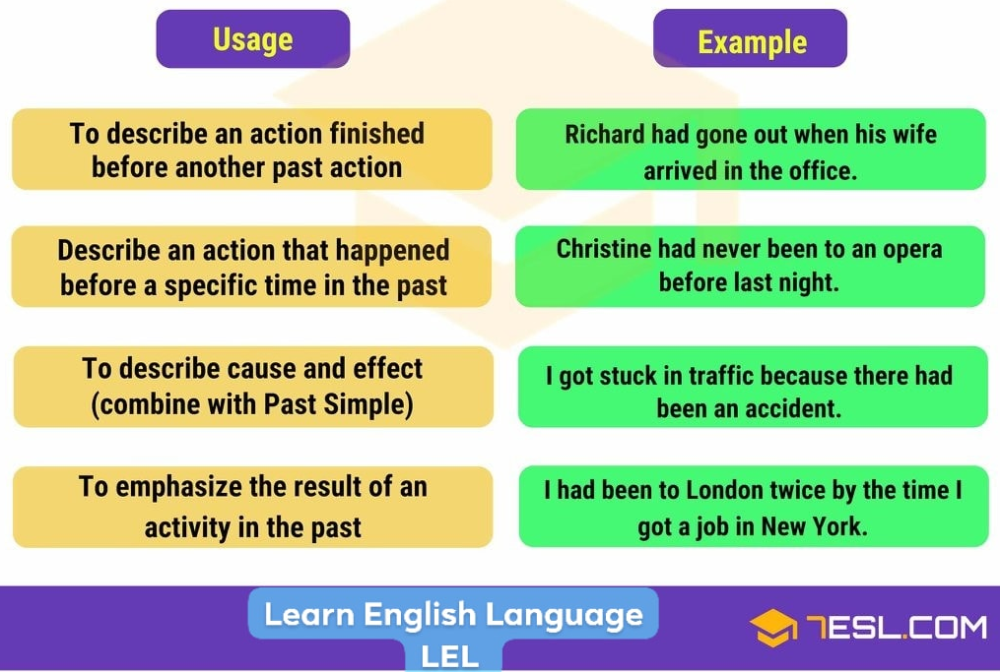 Usage
Example
To describe an action finished
before another past action
Richard had gone out when his wife
arrived in the office.
Describe an action that happened
before a specific time in the past
Christine had never been to an opera
before last night.
To describe cause and effect
(combine with Past Simple)
I got stuck in traffic because there had
been an accident.
To emphasize the result of an
activity in the past
I had been to London twice by the time I
got a job in New York.
Learn English Language
LEL
7ESL.COM